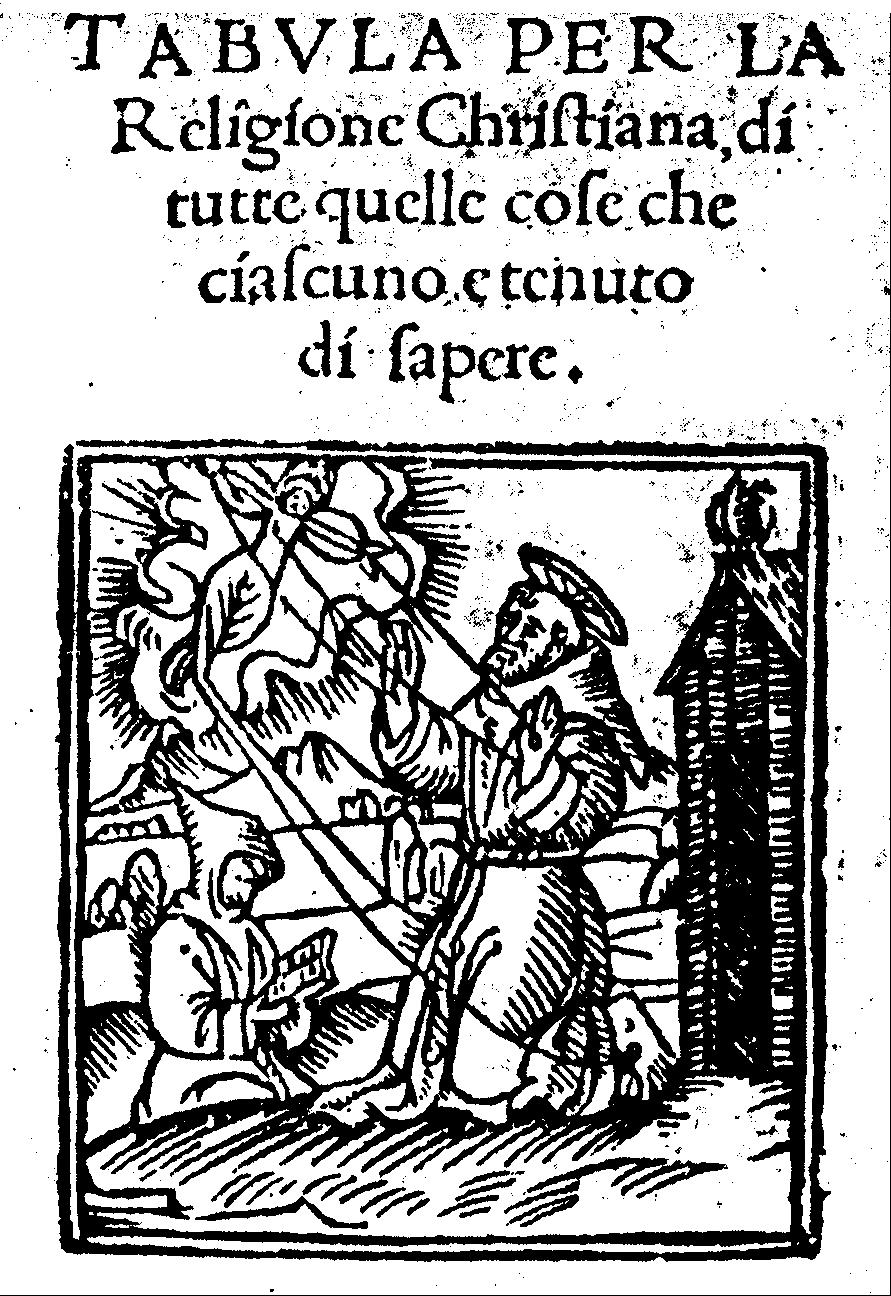 TABVLA PER LA
Religione Chriſtiana, di
tutte quelle coſe che
ciaſcuno e tenuto
di ſapere.